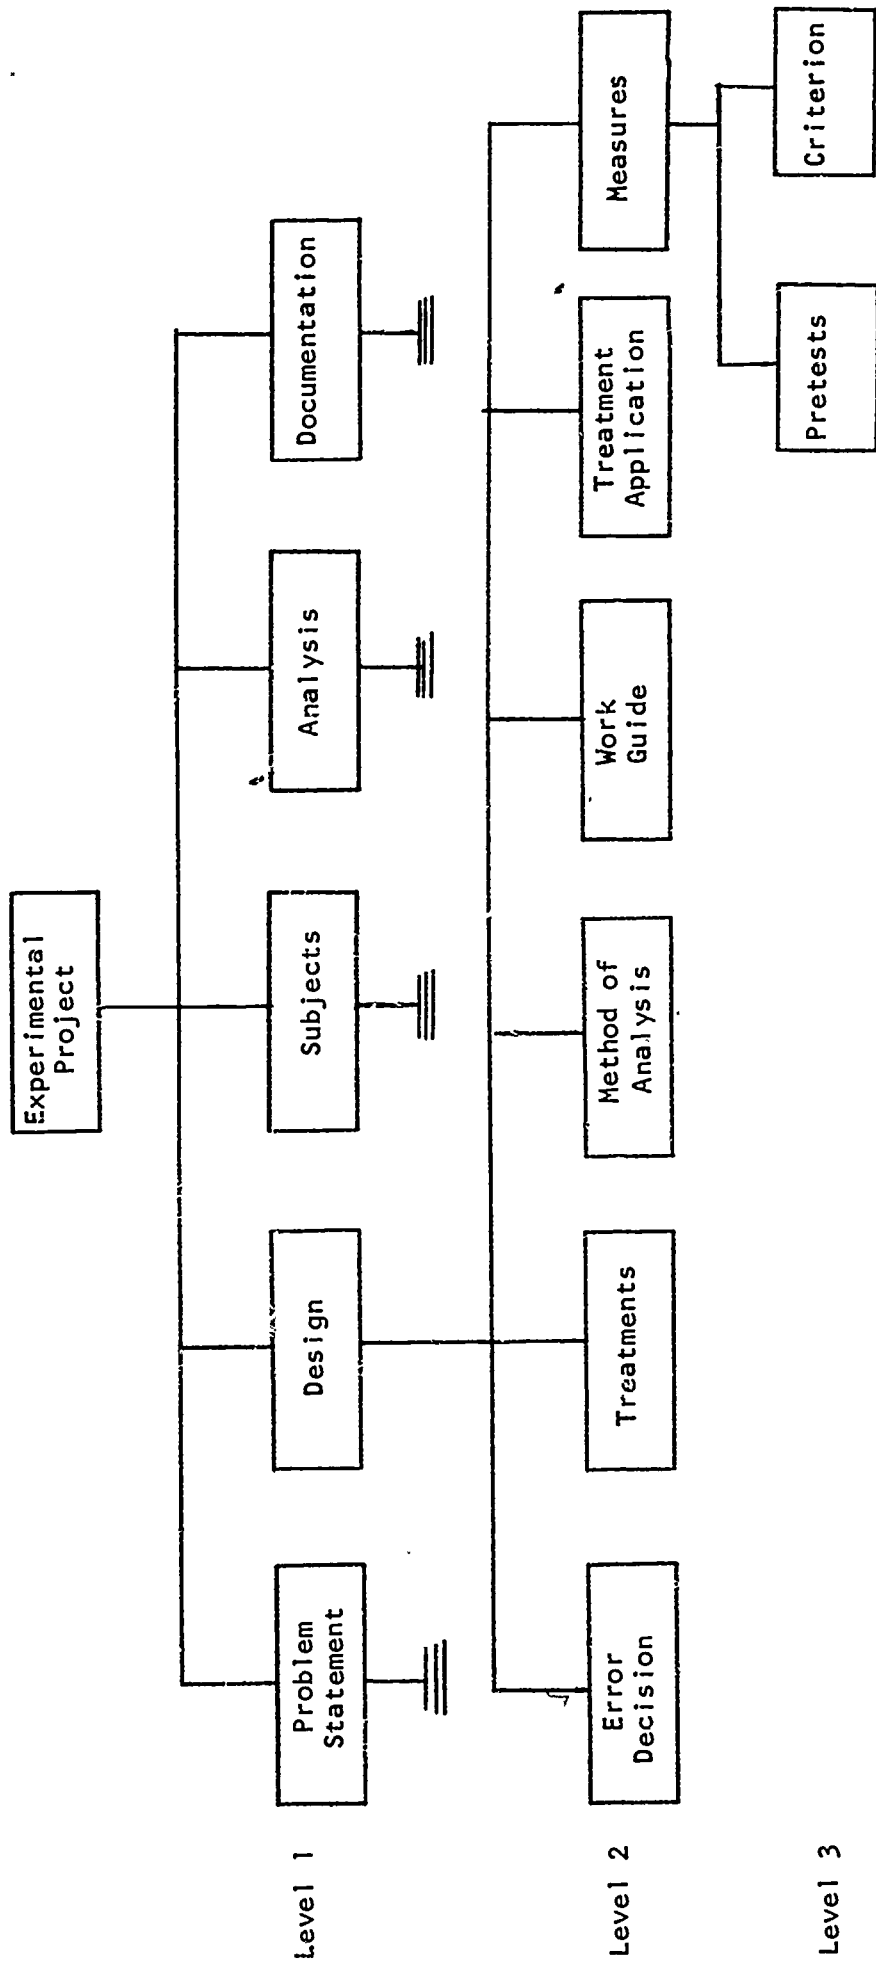 Experimental
Project
Level 1
Problem
Statement
Design
Subjects
Analysis
Documentation
Level 2
Error
Decision
Treatments
Method of
Analysis
Work
Guide
Treatment
Application
Measures
Level 3
Pretests
Criterion